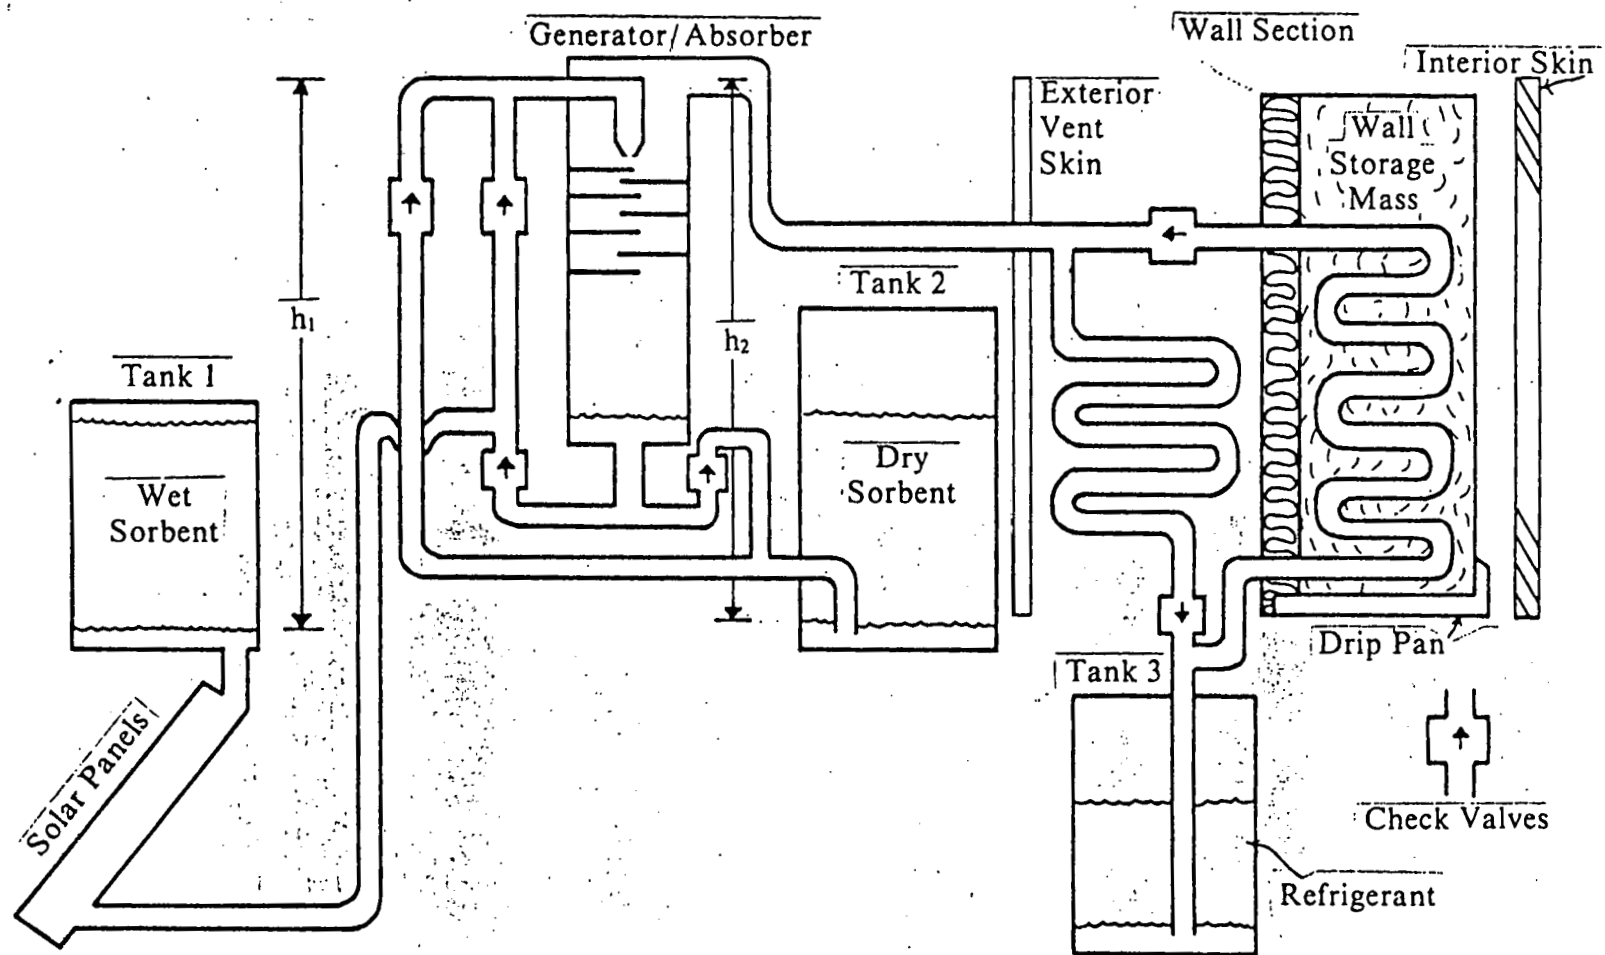 Generator/Absorber
Wall Section
Interior Skin
Exterior
Vent
Skin
Wall
Storage
Mass
h₁
h₂
Tank 2
Tank 1
Dry
Sorbent
Wet
Sorbent
Drip Pan
Tank 3
Solar Panels
Check Valves
Refrigerant